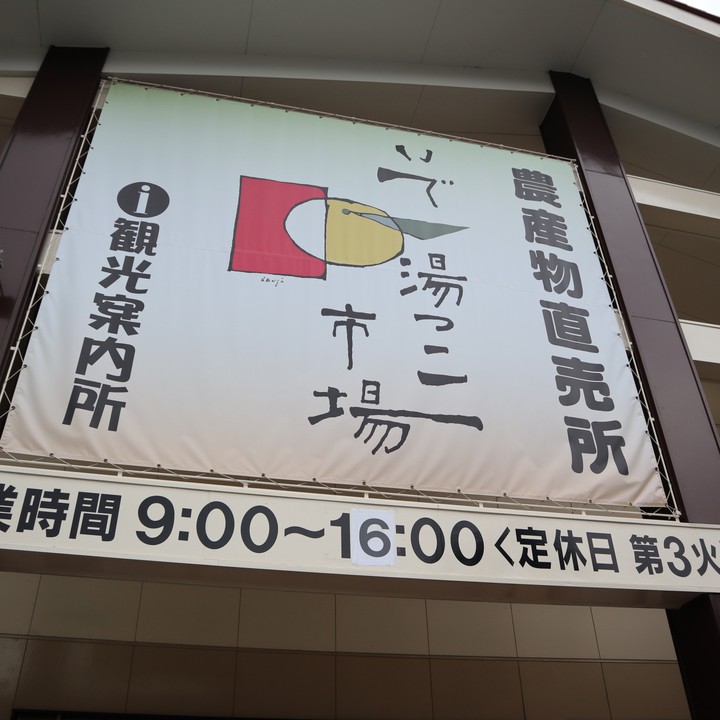 農産物直売所
いで
湯っこ
市場
i 観光案内所
業時間 9:00～16:00〈定休日 第3火